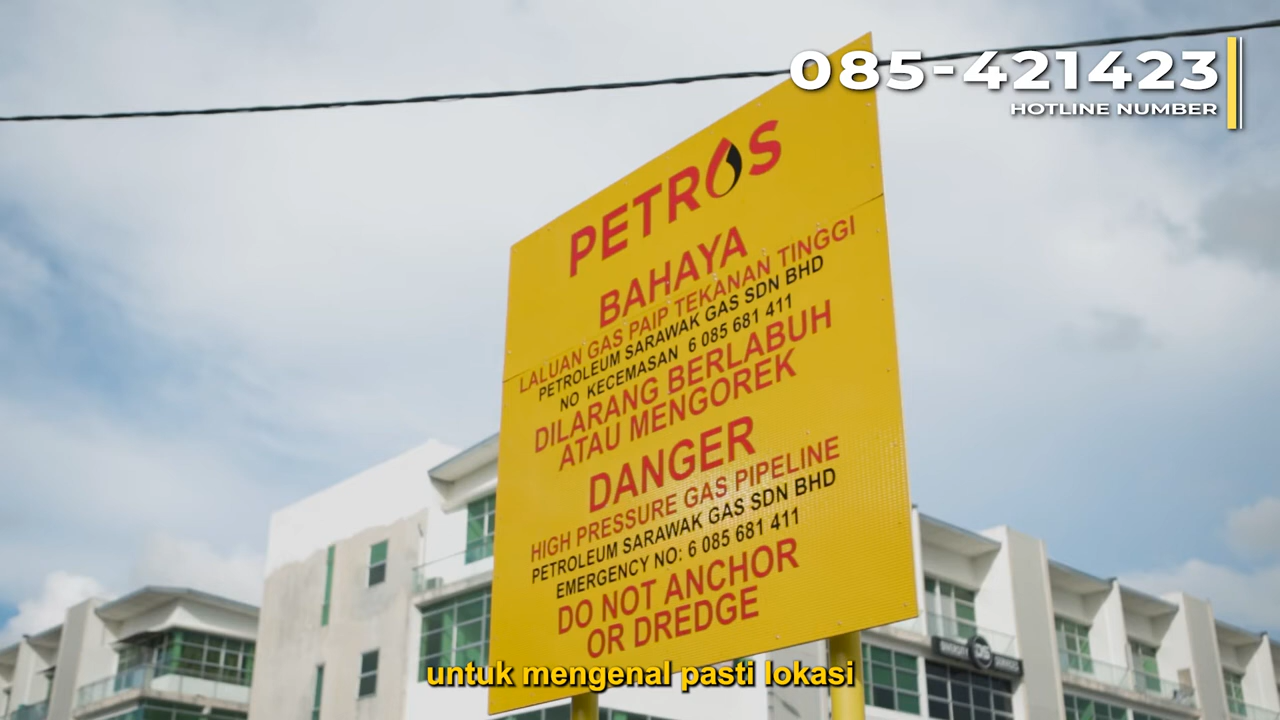 085-421423
HOTLINE NUMBER
PETROS
BAHAYA
LALUAN GAS PAIP TEKANAN TINGGI
PETROLEUM SARAWAK GAS SDN BHD
NO KECEMASAN 6 085 681 411
DILARANG BERLABUH
ATAU MENGOREK
DANGER
HIGH PRESSURE GAS PIPELINE
PETROLEUM SARAWAK GAS SDN BHD
EMERGENCY NO: 6 085 681 411
DO NOT ANCHOR
OR DREDGE
untuk mengenal pasti lokasi